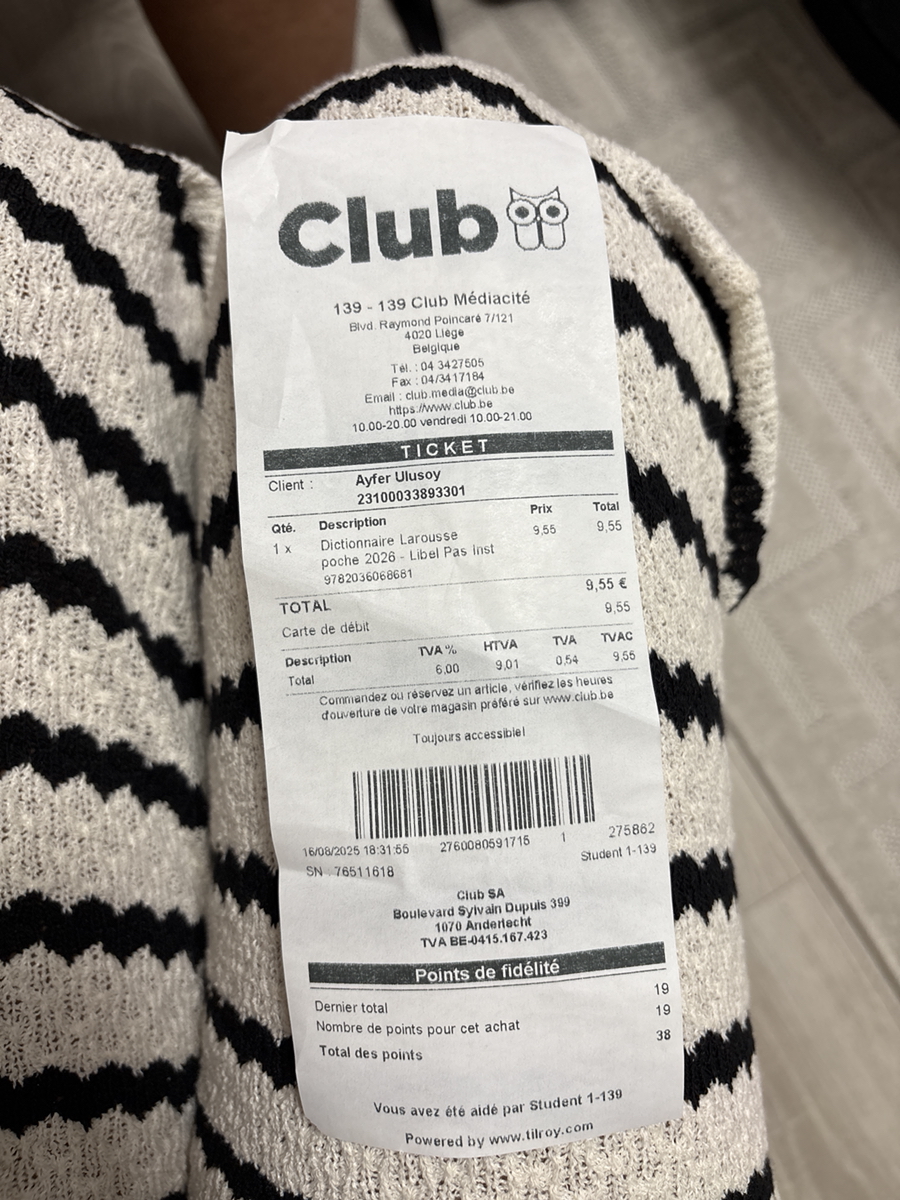 Club
139 - 139 Club Médiacité
Blvd. Raymond Poincaré 7/121
4020 Liège
Belgique
Tél. : 04 3427505
Fax : 04/3417184
Email : club.media@club.be
https://www.club.be
10.00-20.00 vendredi 10.00-21.00
TICKET
Client : Ayfer Ulusoy
23100033893301
Qté. Description Prix Total
1 x Dictionnaire Larousse 9,55 9,55
poche 2026 - Libel Pas Inst
9782036068681
TOTAL 9,55 €
Carte de débit 9,55
Description TVA % HTVA TVA TVAC
Total 6,00 9,01 0,54 9,55
Commandez ou réservez un article, vérifiez les heures
d'ouverture de votre magasin préféré sur www.club.be
Toujours accessible!
16/08/2025 18:31:55 2760080591715 1 275862
SN : 76511618 Student 1-139
Club SA
Boulevard Sylvain Dupuis 399
1070 Anderlecht
TVA BE-0415.167.423
Points de fidélité
Dernier total 19
Nombre de points pour cet achat 19
Total des points 38
Vous avez été aidé par Student 1-139
Powered by www.tilroy.com